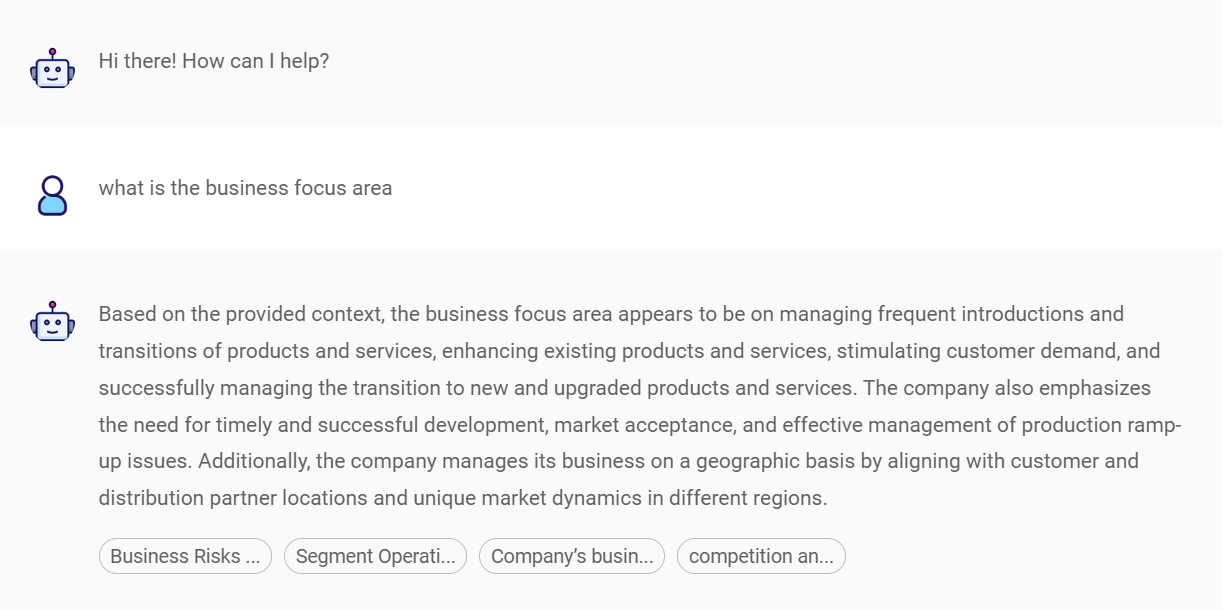 Hi there! How can I help?
what is the business focus area
Based on the provided context, the business focus area appears to be on managing frequent introductions and
transitions of products and services, enhancing existing products and services, stimulating customer demand, and
successfully managing the transition to new and upgraded products and services. The company also emphasizes
the need for timely and successful development, market acceptance, and effective management of production ramp-
up issues. Additionally, the company manages its business on a geographic basis by aligning with customer and
distribution partner locations and unique market dynamics in different regions.
Business Risks ...
Segment Operati...
Company’s busin...
competition an...